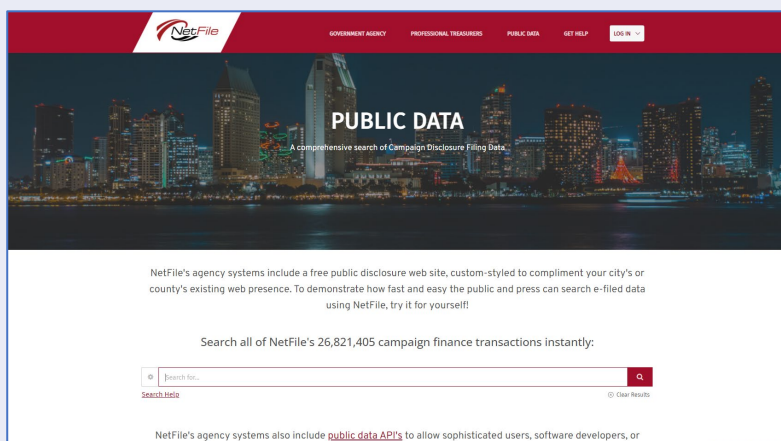 NetFile
GOVERNMENT AGENCY PROFESSIONAL TREASURERS PUBLIC DATA GET HELP LOG IN
PUBLIC DATA
A comprehensive search of Campaign Disclosure Filing Data
NetFile's agency systems include a free public disclosure web site, custom-styled to compliment your city's or
county's existing web presence. To demonstrate how fast and easy the public and press can search e-filed data
using NetFile, try it for yourself!
Search all of NetFile's 26,821,405 campaign finance transactions instantly:
Search for...
Search Help Clear Results
NetFile's agency systems also include public data API's to allow sophisticated users, software developers, or